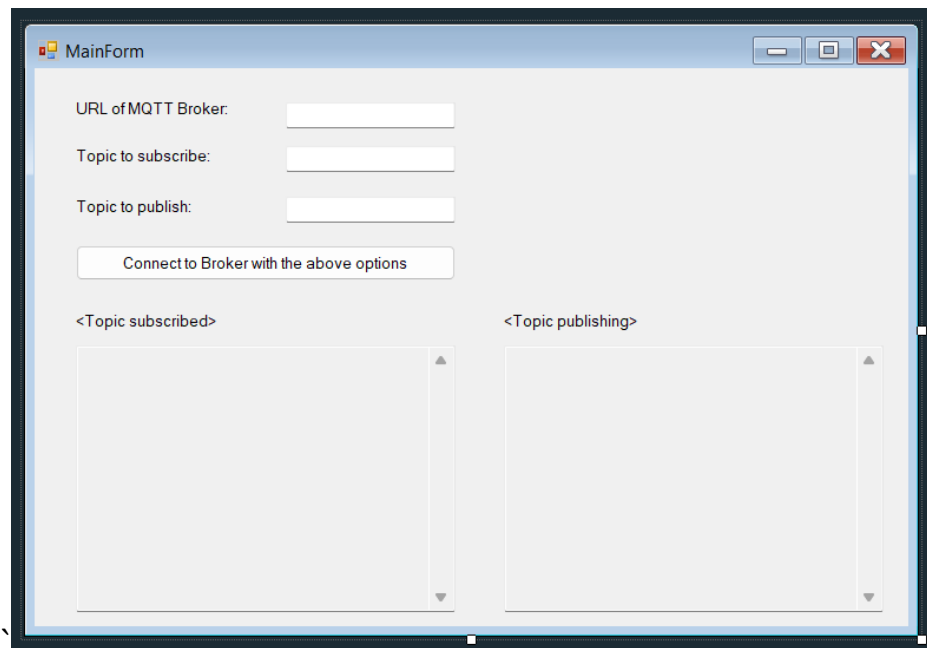 MainForm
URL of MQTT Broker:
Topic to subscribe:
Topic to publish:
Connect to Broker with the above options
<Topic subscribed> <Topic publishing>
`